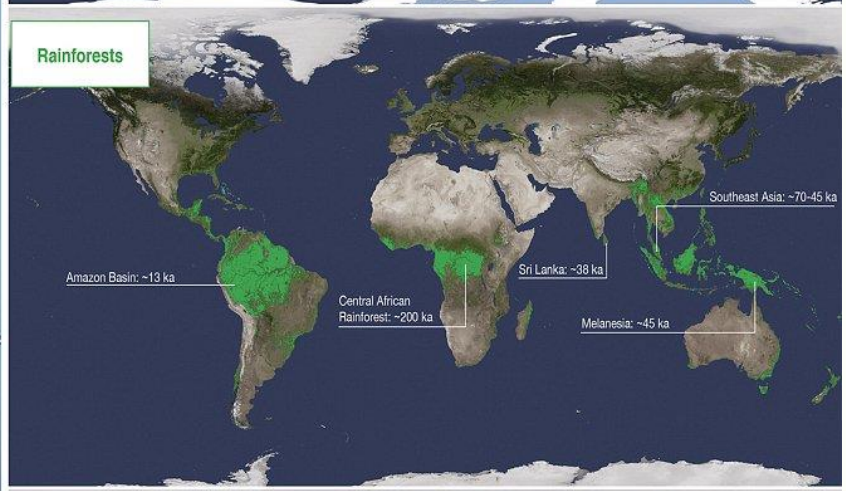 Rainforests
Southeast Asia: ~70-45 ka
Amazon Basin: ~13 ka
Sri Lanka: ~38 ka
Central African
Rainforest: ~200 ka
Melanesia: ~45 ka